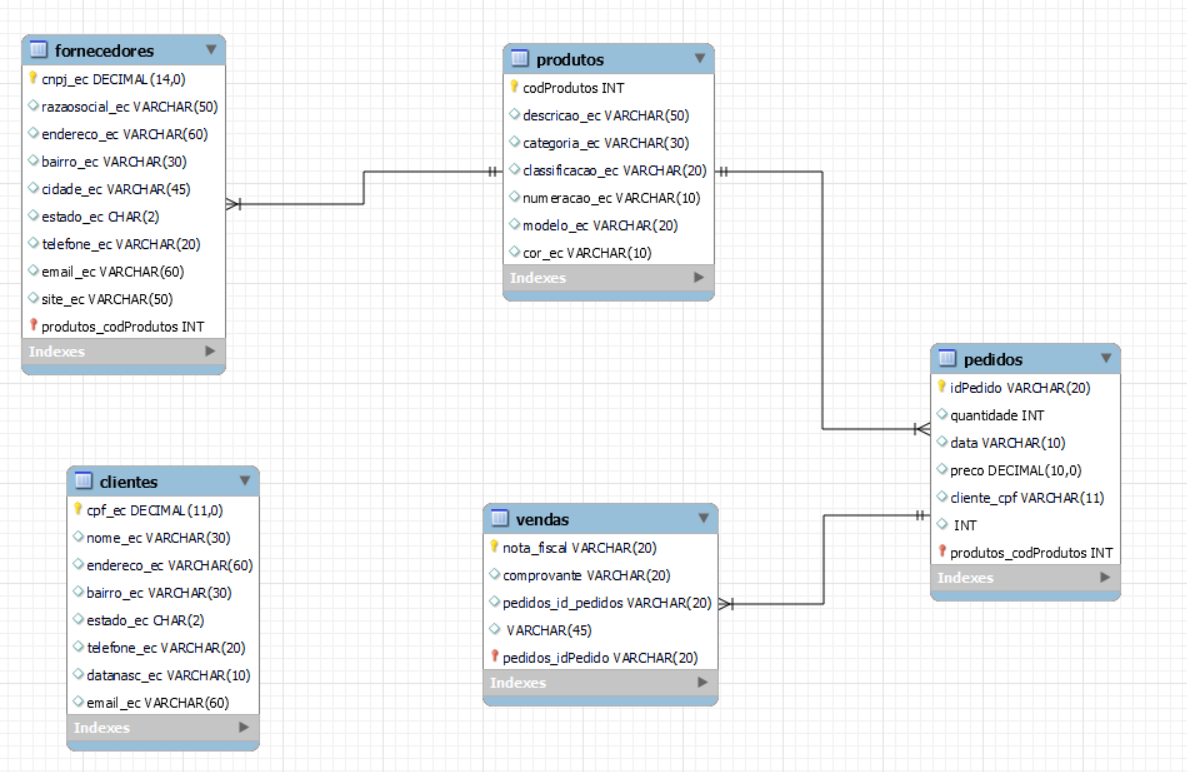 fornecedores
cnpj_ec DECIMAL(14,0)
razaosocial_ec VARCHAR(50)
endereco_ec VARCHAR(60)
bairro_ec VARCHAR(30)
cidade_ec VARCHAR(45)
estado_ec CHAR(2)
telefone_ec VARCHAR(20)
email_ec VARCHAR(60)
site_ec VARCHAR(50)
produtos_codProdutos INT
Indexes
produtos
codProdutos INT
descricao_ec VARCHAR(50)
categoria_ec VARCHAR(30)
classificacao_ec VARCHAR(20)
numeracao_ec VARCHAR(10)
modelo_ec VARCHAR(20)
cor_ec VARCHAR(10)
Indexes
pedidos
idPedido VARCHAR(20)
quantidade INT
data VARCHAR(10)
preco DECIMAL(10,0)
cliente_cpf VARCHAR(11)
INT
produtos_codProdutos INT
Indexes
clientes
cpf_ec DECIMAL(11,0)
nome_ec VARCHAR(30)
endereco_ec VARCHAR(60)
bairro_ec VARCHAR(30)
estado_ec CHAR(2)
telefone_ec VARCHAR(20)
datanasc_ec VARCHAR(10)
email_ec VARCHAR(60)
Indexes
vendas
nota_fiscal VARCHAR(20)
comprovante VARCHAR(20)
pedidos_id_pedidos VARCHAR(20)
VARCHAR(45)
pedidos_idPedido VARCHAR(20)
Indexes